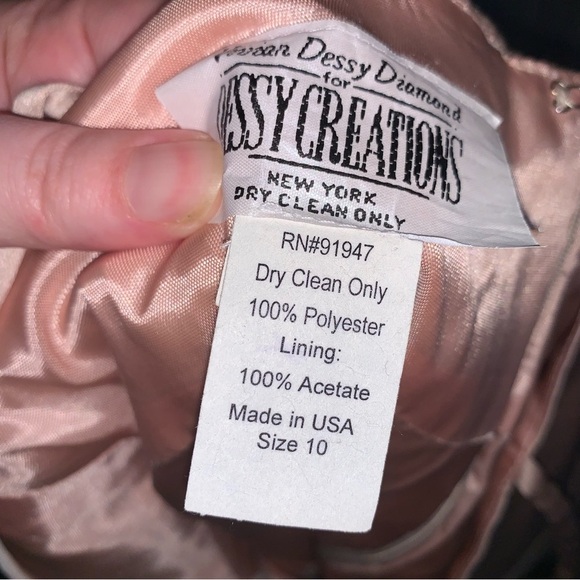 Dessy Diamond
for
DESSY CREATIONS
NEW YORK
DRY CLEAN ONLY
RN#91947
Dry Clean Only
100% Polyester
Lining:
100% Acetate
Made in USA
Size 10